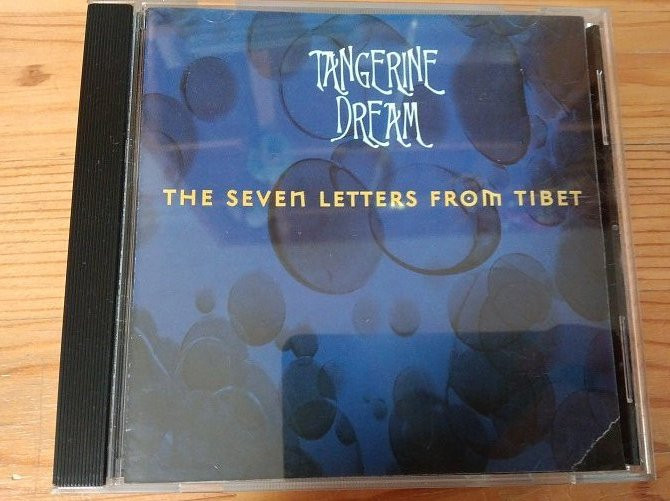 TANGERINE
DREAM
THE SEVEN LETTERS FROM TIBET